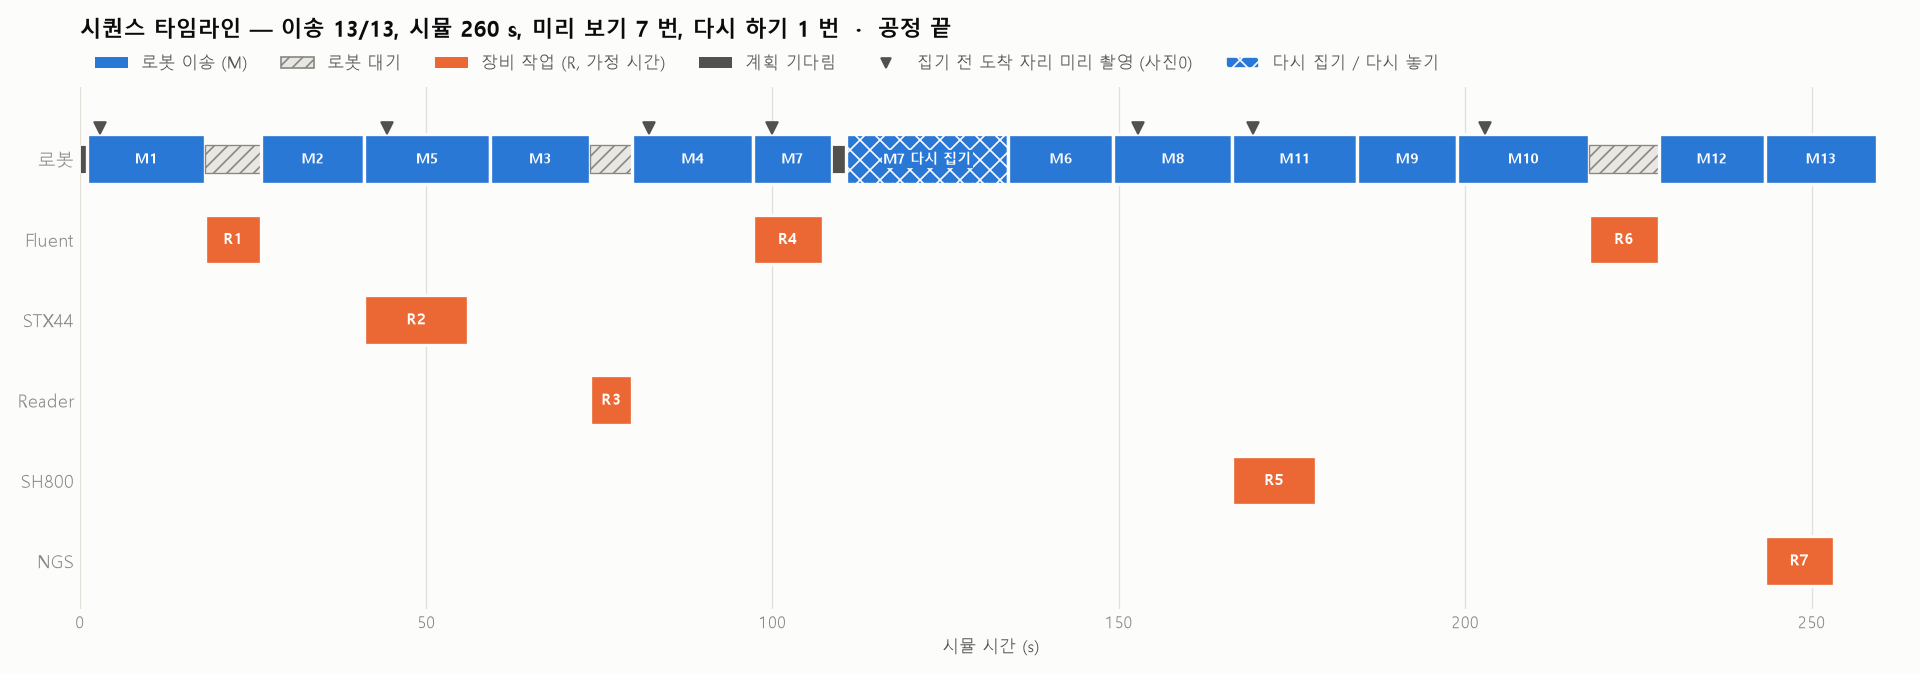 시퀀스 타임라인 — 이송 13/13, 시뮬 260 s, 미리 보기 7 번, 다시 하기 1 번 · 공정 끝
로봇 이송 (M) 로봇 대기 장비 작업 (R, 가정 시간) 계획 기다림 집기 전 도착 자리 미리 촬영 (사진0) 다시 집기 / 다시 놓기
로봇 M1 M2 M5 M3 M4 M7 M7 다시 집기 M6 M8 M11 M9 M10 M12 M13
Fluent R1 R4 R6
STX44 R2
Reader R3
SH800 R5
NGS R7
0 50 100 150 200 250
시뮬 시간 (s)